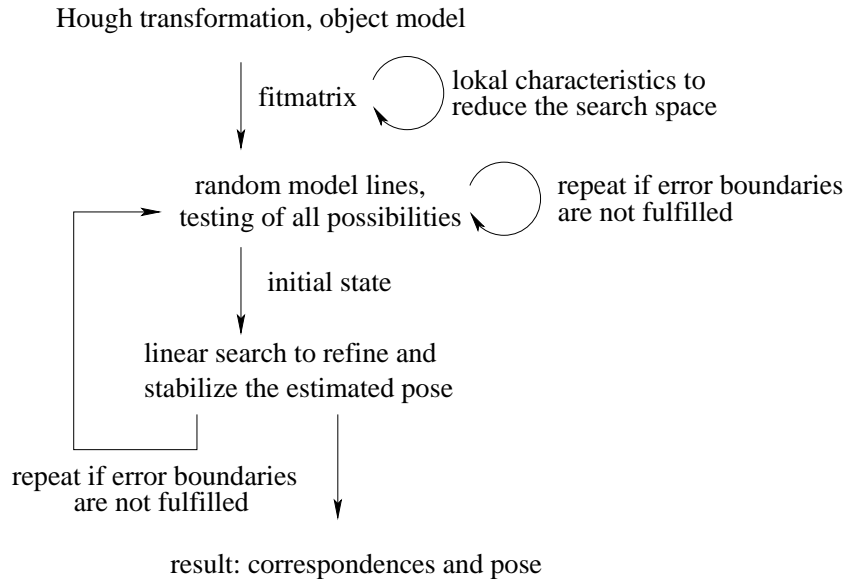 Hough transformation, object model
fitmatrix
lokal characteristics to
reduce the search space
random model lines,
testing of all possibilities
repeat if error boundaries
are not fulfilled
initial state
linear search to refine and
stabilize the estimated pose
repeat if error boundaries
are not fulfilled
result: correspondences and pose